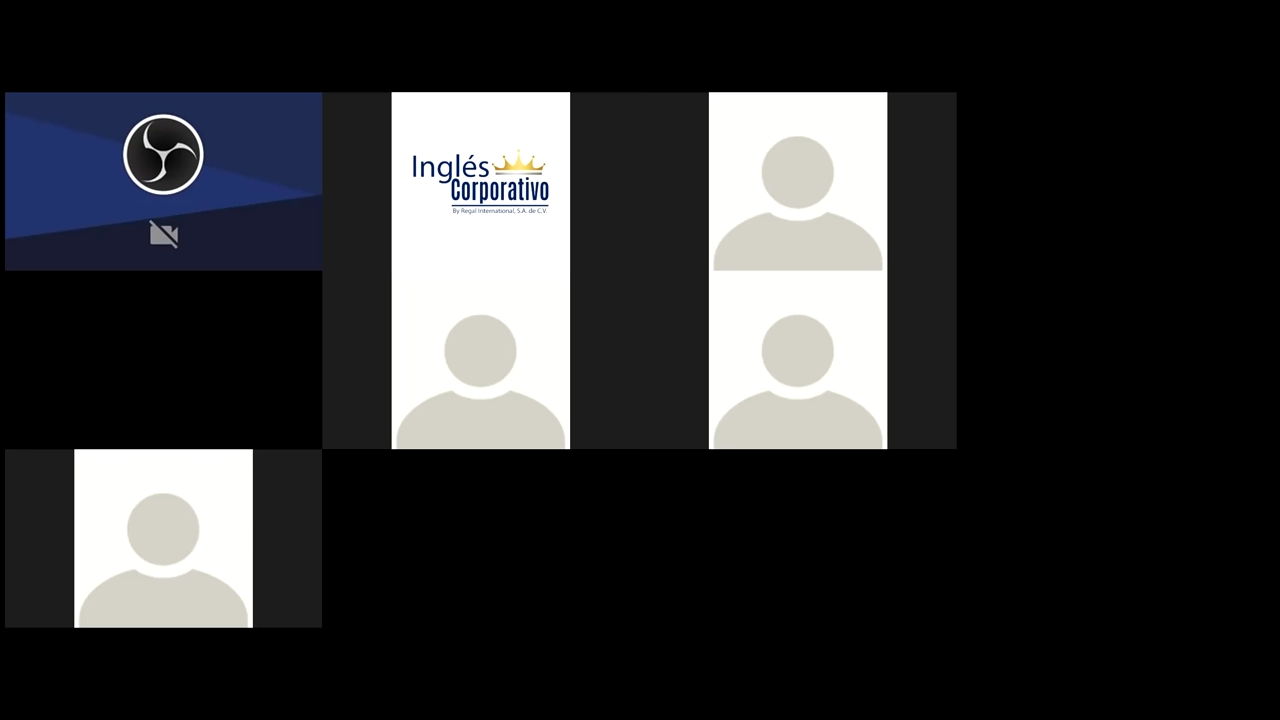 Inglés
Corporativo
By Regal International, S.A. de C.V.